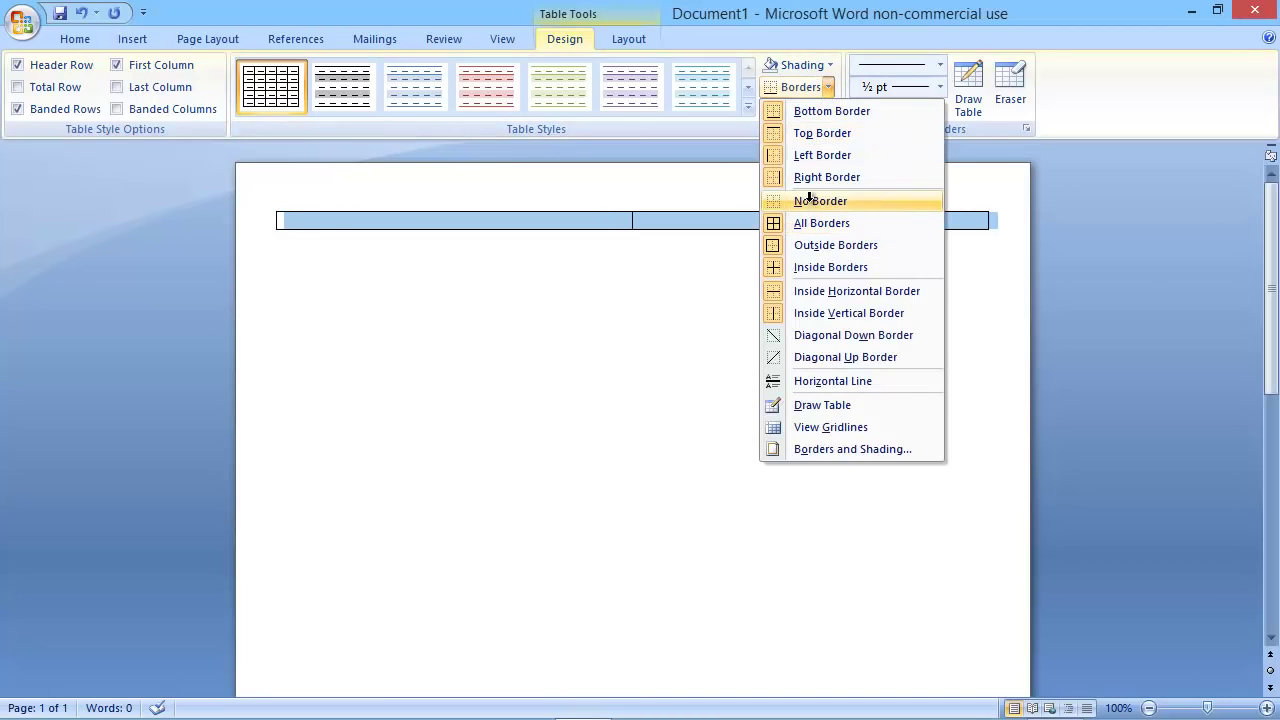 Table Tools
Document1 - Microsoft Word non-commercial use
Home Insert Page Layout References Mailings Review View Design Layout
Header Row First Column
Total Row Last Column
Banded Rows Banded Columns
Table Style Options
Table Styles
Shading
Borders
½ pt
Draw
Table
Eraser
ders
Bottom Border
Top Border
Left Border
Right Border
No Border
All Borders
Outside Borders
Inside Borders
Inside Horizontal Border
Inside Vertical Border
Diagonal Down Border
Diagonal Up Border
Horizontal Line
Draw Table
View Gridlines
Borders and Shading...
Page: 1 of 1 Words: 0 100%